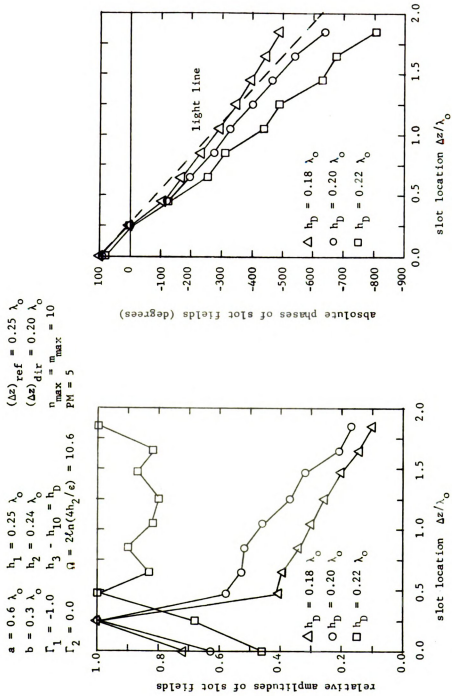 a = 0.6 λo h1 = 0.25 λo (Δz)ref = 0.25 λo
b = 0.3 λo h2 = 0.24 λo (Δz)dir = 0.20 λo
Γ1 = -1.0 h3 - h10 = hD nmax = mmax = 10
Γ2 = 0.0 Ω = 2ℓn(4h2/ε) = 10.6 PM = 5
relative amplitudes of slot fields
1.0
0.8
0.6
0.4
0.2
hD = 0.18 λo
hD = 0.20 λo
hD = 0.22 λo
0.0 0.5 1.0 1.5 2.0
slot location Δz/λo
absolute phases of slot fields (degrees)
100
0
-100
-200
-300
-400
-500
-600
-700
-800
-900
light line
hD = 0.18 λo
hD = 0.20 λo
hD = 0.22 λo
0.0 0.5 1.0 1.5 2.0
slot location Δz/λo